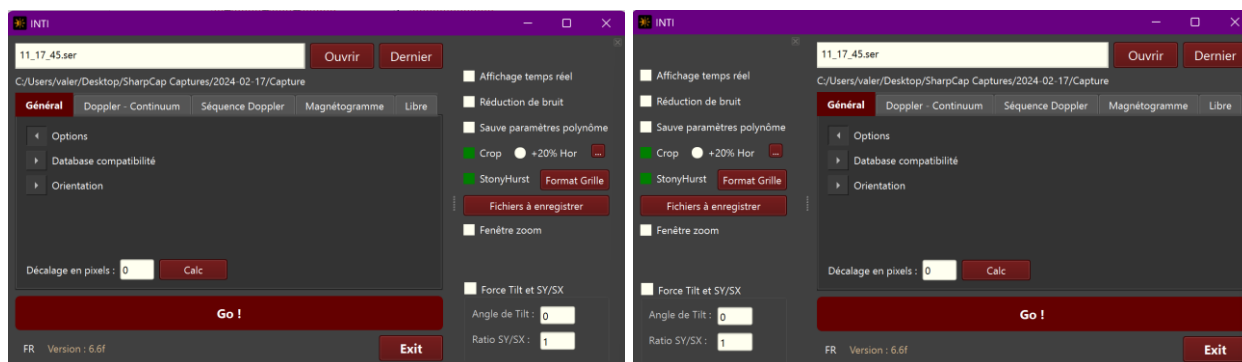 INTI
11_17_45.ser Ouvrir Dernier
C:/Users/valer/Desktop/SharpCap Captures/2024-02-17/Capture
Général Doppler - Continuum Séquence Doppler Magnétogramme Libre
Options
Database compatibilité
Orientation
Décalage en pixels : 0 Calc
Go !
FR Version : 6.6f Exit
Affichage temps réel
Réduction de bruit
Sauve paramètres polynôme
Crop +20% Hor ...
StonyHurst Format Grille
Fichiers à enregistrer
Fenêtre zoom
Force Tilt et SY/SX
Angle de Tilt : 0
Ratio SY/SX : 1
INTI
Affichage temps réel
Réduction de bruit
Sauve paramètres polynôme
Crop +20% Hor ...
StonyHurst Format Grille
Fichiers à enregistrer
Fenêtre zoom
Force Tilt et SY/SX
Angle de Tilt : 0
Ratio SY/SX : 1
11_17_45.ser Ouvrir Dernier
C:/Users/valer/Desktop/SharpCap Captures/2024-02-17/Capture
Général Doppler - Continuum Séquence Doppler Magnétogramme Libre
Options
Database compatibilité
Orientation
Décalage en pixels : 0 Calc
Go !
FR Version : 6.6f Exit